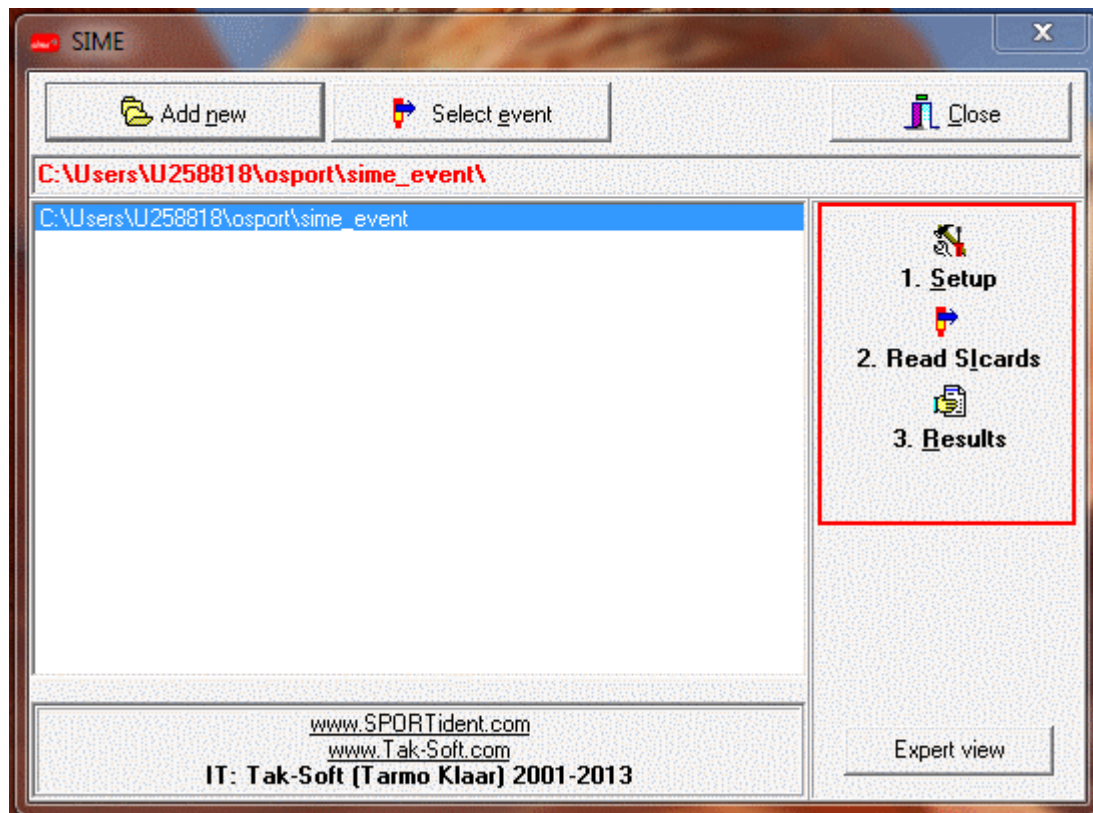 SIME
Add new
Select event
Close
C:\Users\U258818\osport\sime_event\
C:\Users\U258818\osport\sime_event
1. Setup
2. Read SIcards
3. Results
www.SPORTident.com
www.Tak-Soft.com
IT: Tak-Soft (Tarmo Klaar) 2001-2013
Expert view